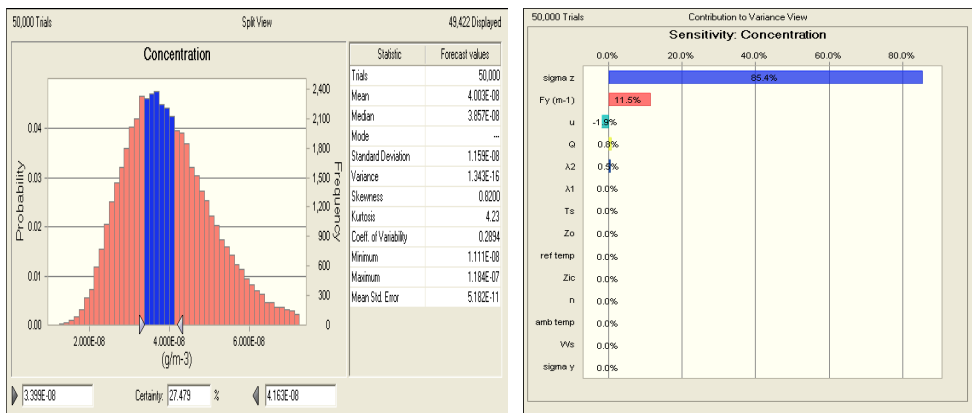 50,000 Trials Split View 49,422 Displayed
Concentration
Statistic Forecast values
Trials 50,000
Mean 4.003E-08
Median 3.857E-08
Mode ---
Standard Deviation 1.159E-08
Variance 1.343E-16
Skewness 0.8200
Kurtosis 4.23
Coeff. of Variability 0.2894
Minimum 1.111E-08
Maximum 1.184E-07
Mean Std. Error 5.182E-11
Probability
0.04
0.03
0.02
0.01
0.00
2,400
2,100
1,800
1,500
1,200
900
600
300
0
Frequency
2.000E-08 4.000E-08 6.000E-08
(g/m-3)
3.399E-08 Certainty: 27.479 % 4.163E-08
50,000 Trials Contribution to Variance View
Sensitivity: Concentration
0.0% 20.0% 40.0% 60.0% 80.0%
sigma z 85.4%
Fy (m-1) 11.5%
u -1.9%
Q 0.8%
λ2 0.5%
λ1 0.0%
Ts 0.0%
Zo 0.0%
ref temp 0.0%
Zic 0.0%
n 0.0%
amb temp 0.0%
Ws 0.0%
sigma y 0.0%